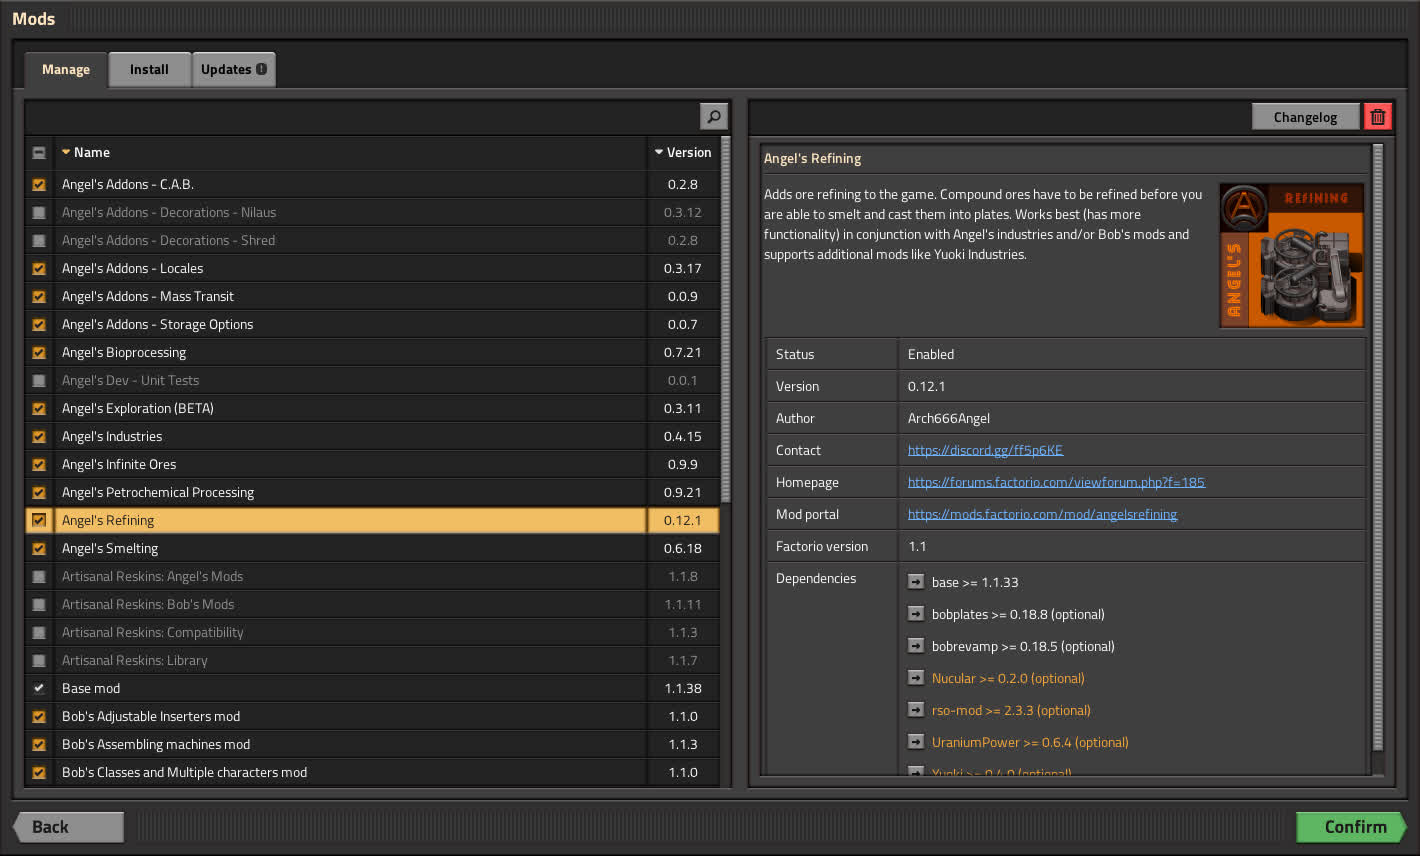 Mods
Manage Install Updates
Changelog
Name Version
Angel's Addons - C.A.B. 0.2.8
Angel's Addons - Decorations - Nilaus 0.3.12
Angel's Addons - Decorations - Shred 0.2.8
Angel's Addons - Locales 0.3.17
Angel's Addons - Mass Transit 0.0.9
Angel's Addons - Storage Options 0.0.7
Angel's Bioprocessing 0.7.21
Angel's Dev - Unit Tests 0.0.1
Angel's Exploration (BETA) 0.3.11
Angel's Industries 0.4.15
Angel's Infinite Ores 0.9.9
Angel's Petrochemical Processing 0.9.21
Angel's Refining 0.12.1
Angel's Smelting 0.6.18
Artisanal Reskins: Angel's Mods 1.1.8
Artisanal Reskins: Bob's Mods 1.1.11
Artisanal Reskins: Compatibility 1.1.3
Artisanal Reskins: Library 1.1.7
Base mod 1.1.38
Bob's Adjustable Inserters mod 1.1.0
Bob's Assembling machines mod 1.1.3
Bob's Classes and Multiple characters mod 1.1.0
Angel's Refining
Adds ore refining to the game. Compound ores have to be refined before you
are able to smelt and cast them into plates. Works best (has more
functionality) in conjunction with Angel's industries and/or Bob's mods and
supports additional mods like Yuoki Industries.
REFINING
ANGEL'S
Status Enabled
Version 0.12.1
Author Arch666Angel
Contact https://discord.gg/ff5p6KE
Homepage https://forums.factorio.com/viewforum.php?f=185
Mod portal https://mods.factorio.com/mod/angelsrefining
Factorio version 1.1
Dependencies base >= 1.1.33
bobplates >= 0.18.8 (optional)
bobrevamp >= 0.18.5 (optional)
Nucular >= 0.2.0 (optional)
rso-mod >= 2.3.3 (optional)
UraniumPower >= 0.6.4 (optional)
Yuoki >= 0.4.0 (optional)
Back
Confirm